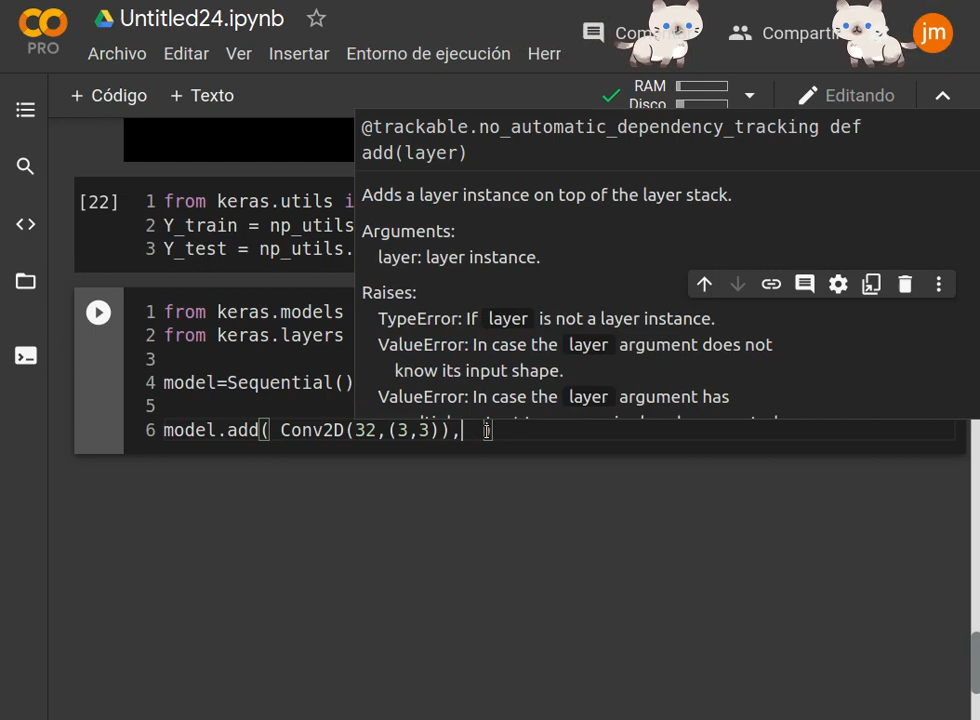 PRO
Untitled24.ipynb
Archivo Editar Ver Insertar Entorno de ejecución Herr
Compartir
jm
+ Código + Texto
RAM
Disco
Editando
@trackable.no_automatic_dependency_tracking def
add(layer)
Adds a layer instance on top of the layer stack.
Arguments:
layer: layer instance.
Raises:
TypeError: If layer is not a layer instance.
ValueError: In case the layer argument does not
know its input shape.
ValueError: In case the layer argument has
[22]
1 from keras.utils i
2 Y_train = np_utils
3 Y_test = np_utils.
1 from keras.models
2 from keras.layers
3
4 model=Sequential()
5
6 model.add( Conv2D(32,(3,3)), )